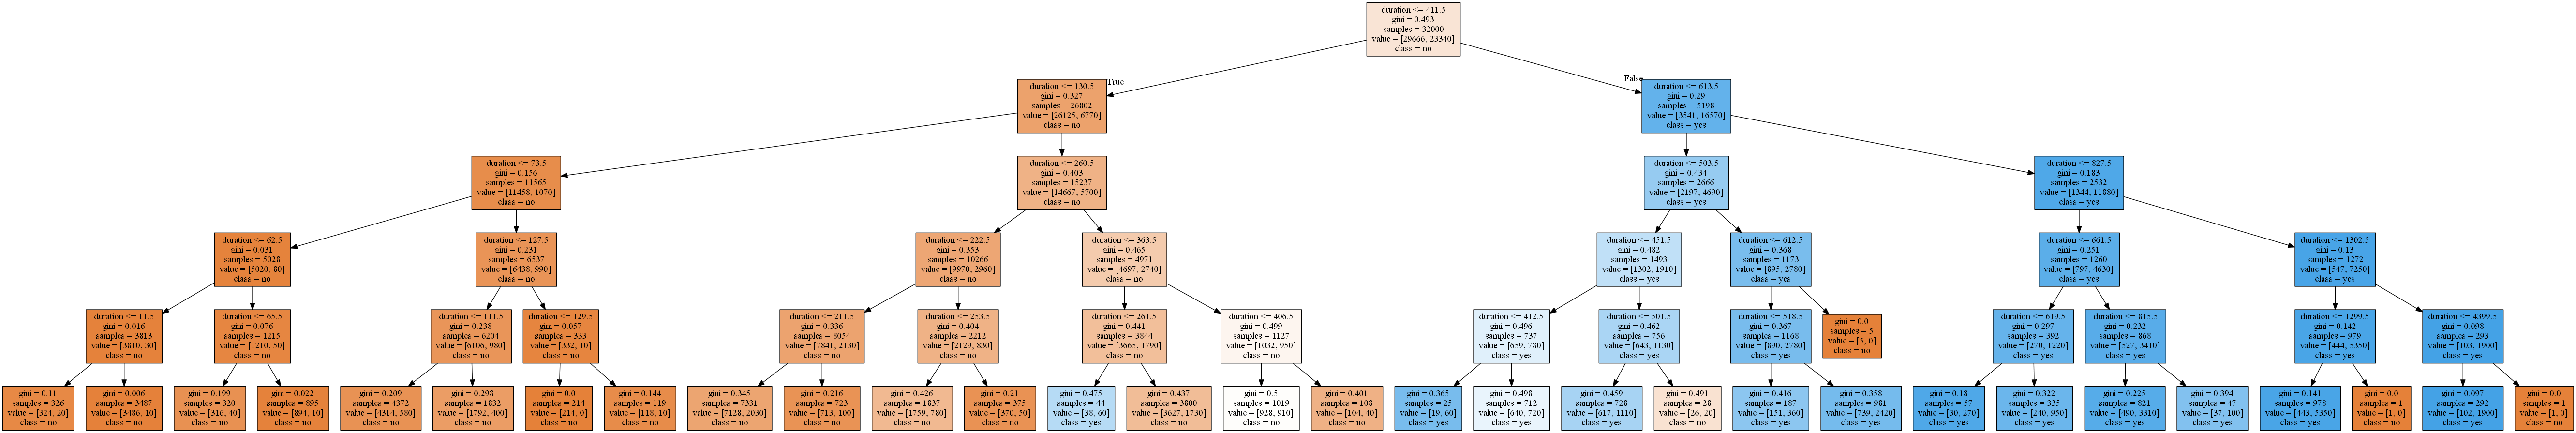 duration <= 411.5
gini = 0.493
samples = 32000
value = [29666, 23340]
class = no
True
False
duration <= 130.5
gini = 0.327
samples = 26802
value = [26125, 6770]
class = no
duration <= 613.5
gini = 0.29
samples = 5198
value = [3541, 16570]
class = yes
duration <= 73.5
gini = 0.156
samples = 11565
value = [11458, 1070]
class = no
duration <= 260.5
gini = 0.403
samples = 15237
value = [14667, 5700]
class = no
duration <= 503.5
gini = 0.434
samples = 2666
value = [2197, 4690]
class = yes
duration <= 827.5
gini = 0.183
samples = 2532
value = [1344, 11880]
class = yes
duration <= 62.5
gini = 0.031
samples = 5028
value = [5020, 80]
class = no
duration <= 127.5
gini = 0.231
samples = 6537
value = [6438, 990]
class = no
duration <= 222.5
gini = 0.353
samples = 10266
value = [9970, 2960]
class = no
duration <= 363.5
gini = 0.465
samples = 4971
value = [4697, 2740]
class = no
duration <= 451.5
gini = 0.482
samples = 1493
value = [1302, 1910]
class = yes
duration <= 612.5
gini = 0.368
samples = 1173
value = [895, 2780]
class = yes
duration <= 661.5
gini = 0.251
samples = 1260
value = [797, 4630]
class = yes
duration <= 1302.5
gini = 0.13
samples = 1272
value = [547, 7250]
class = yes
duration <= 11.5
gini = 0.016
samples = 3813
value = [3810, 30]
class = no
duration <= 65.5
gini = 0.076
samples = 1215
value = [1210, 50]
class = no
duration <= 111.5
gini = 0.238
samples = 6204
value = [6106, 980]
class = no
duration <= 129.5
gini = 0.057
samples = 333
value = [332, 10]
class = no
duration <= 211.5
gini = 0.336
samples = 8054
value = [7841, 2130]
class = no
duration <= 253.5
gini = 0.404
samples = 2212
value = [2129, 830]
class = no
duration <= 261.5
gini = 0.441
samples = 3844
value = [3665, 1790]
class = no
duration <= 406.5
gini = 0.499
samples = 1127
value = [1032, 950]
class = no
duration <= 412.5
gini = 0.496
samples = 737
value = [659, 780]
class = yes
duration <= 501.5
gini = 0.462
samples = 756
value = [643, 1130]
class = yes
duration <= 518.5
gini = 0.367
samples = 1168
value = [890, 2780]
class = yes
gini = 0.0
samples = 5
value = [5, 0]
class = no
duration <= 619.5
gini = 0.297
samples = 392
value = [270, 1220]
class = yes
duration <= 815.5
gini = 0.232
samples = 868
value = [527, 3410]
class = yes
duration <= 1299.5
gini = 0.142
samples = 979
value = [444, 5350]
class = yes
duration <= 4399.5
gini = 0.098
samples = 293
value = [103, 1900]
class = yes
gini = 0.11
samples = 326
value = [324, 20]
class = no
gini = 0.006
samples = 3487
value = [3486, 10]
class = no
gini = 0.199
samples = 320
value = [316, 40]
class = no
gini = 0.022
samples = 895
value = [894, 10]
class = no
gini = 0.209
samples = 4372
value = [4314, 580]
class = no
gini = 0.298
samples = 1832
value = [1792, 400]
class = no
gini = 0.0
samples = 214
value = [214, 0]
class = no
gini = 0.144
samples = 119
value = [118, 10]
class = no
gini = 0.345
samples = 7331
value = [7128, 2030]
class = no
gini = 0.216
samples = 723
value = [713, 100]
class = no
gini = 0.426
samples = 1837
value = [1759, 780]
class = no
gini = 0.21
samples = 375
value = [370, 50]
class = no
gini = 0.475
samples = 44
value = [38, 60]
class = yes
gini = 0.437
samples = 3800
value = [3627, 1730]
class = no
gini = 0.5
samples = 1019
value = [928, 910]
class = no
gini = 0.401
samples = 108
value = [104, 40]
class = no
gini = 0.365
samples = 25
value = [19, 60]
class = yes
gini = 0.498
samples = 712
value = [640, 720]
class = yes
gini = 0.459
samples = 728
value = [617, 1110]
class = yes
gini = 0.491
samples = 28
value = [26, 20]
class = no
gini = 0.416
samples = 187
value = [151, 360]
class = yes
gini = 0.358
samples = 981
value = [739, 2420]
class = yes
gini = 0.18
samples = 57
value = [30, 270]
class = yes
gini = 0.322
samples = 335
value = [240, 950]
class = yes
gini = 0.225
samples = 821
value = [490, 3310]
class = yes
gini = 0.394
samples = 47
value = [37, 100]
class = yes
gini = 0.141
samples = 978
value = [443, 5350]
class = yes
gini = 0.0
samples = 1
value = [1, 0]
class = no
gini = 0.097
samples = 292
value = [102, 1900]
class = yes
gini = 0.0
samples = 1
value = [1, 0]
class = no